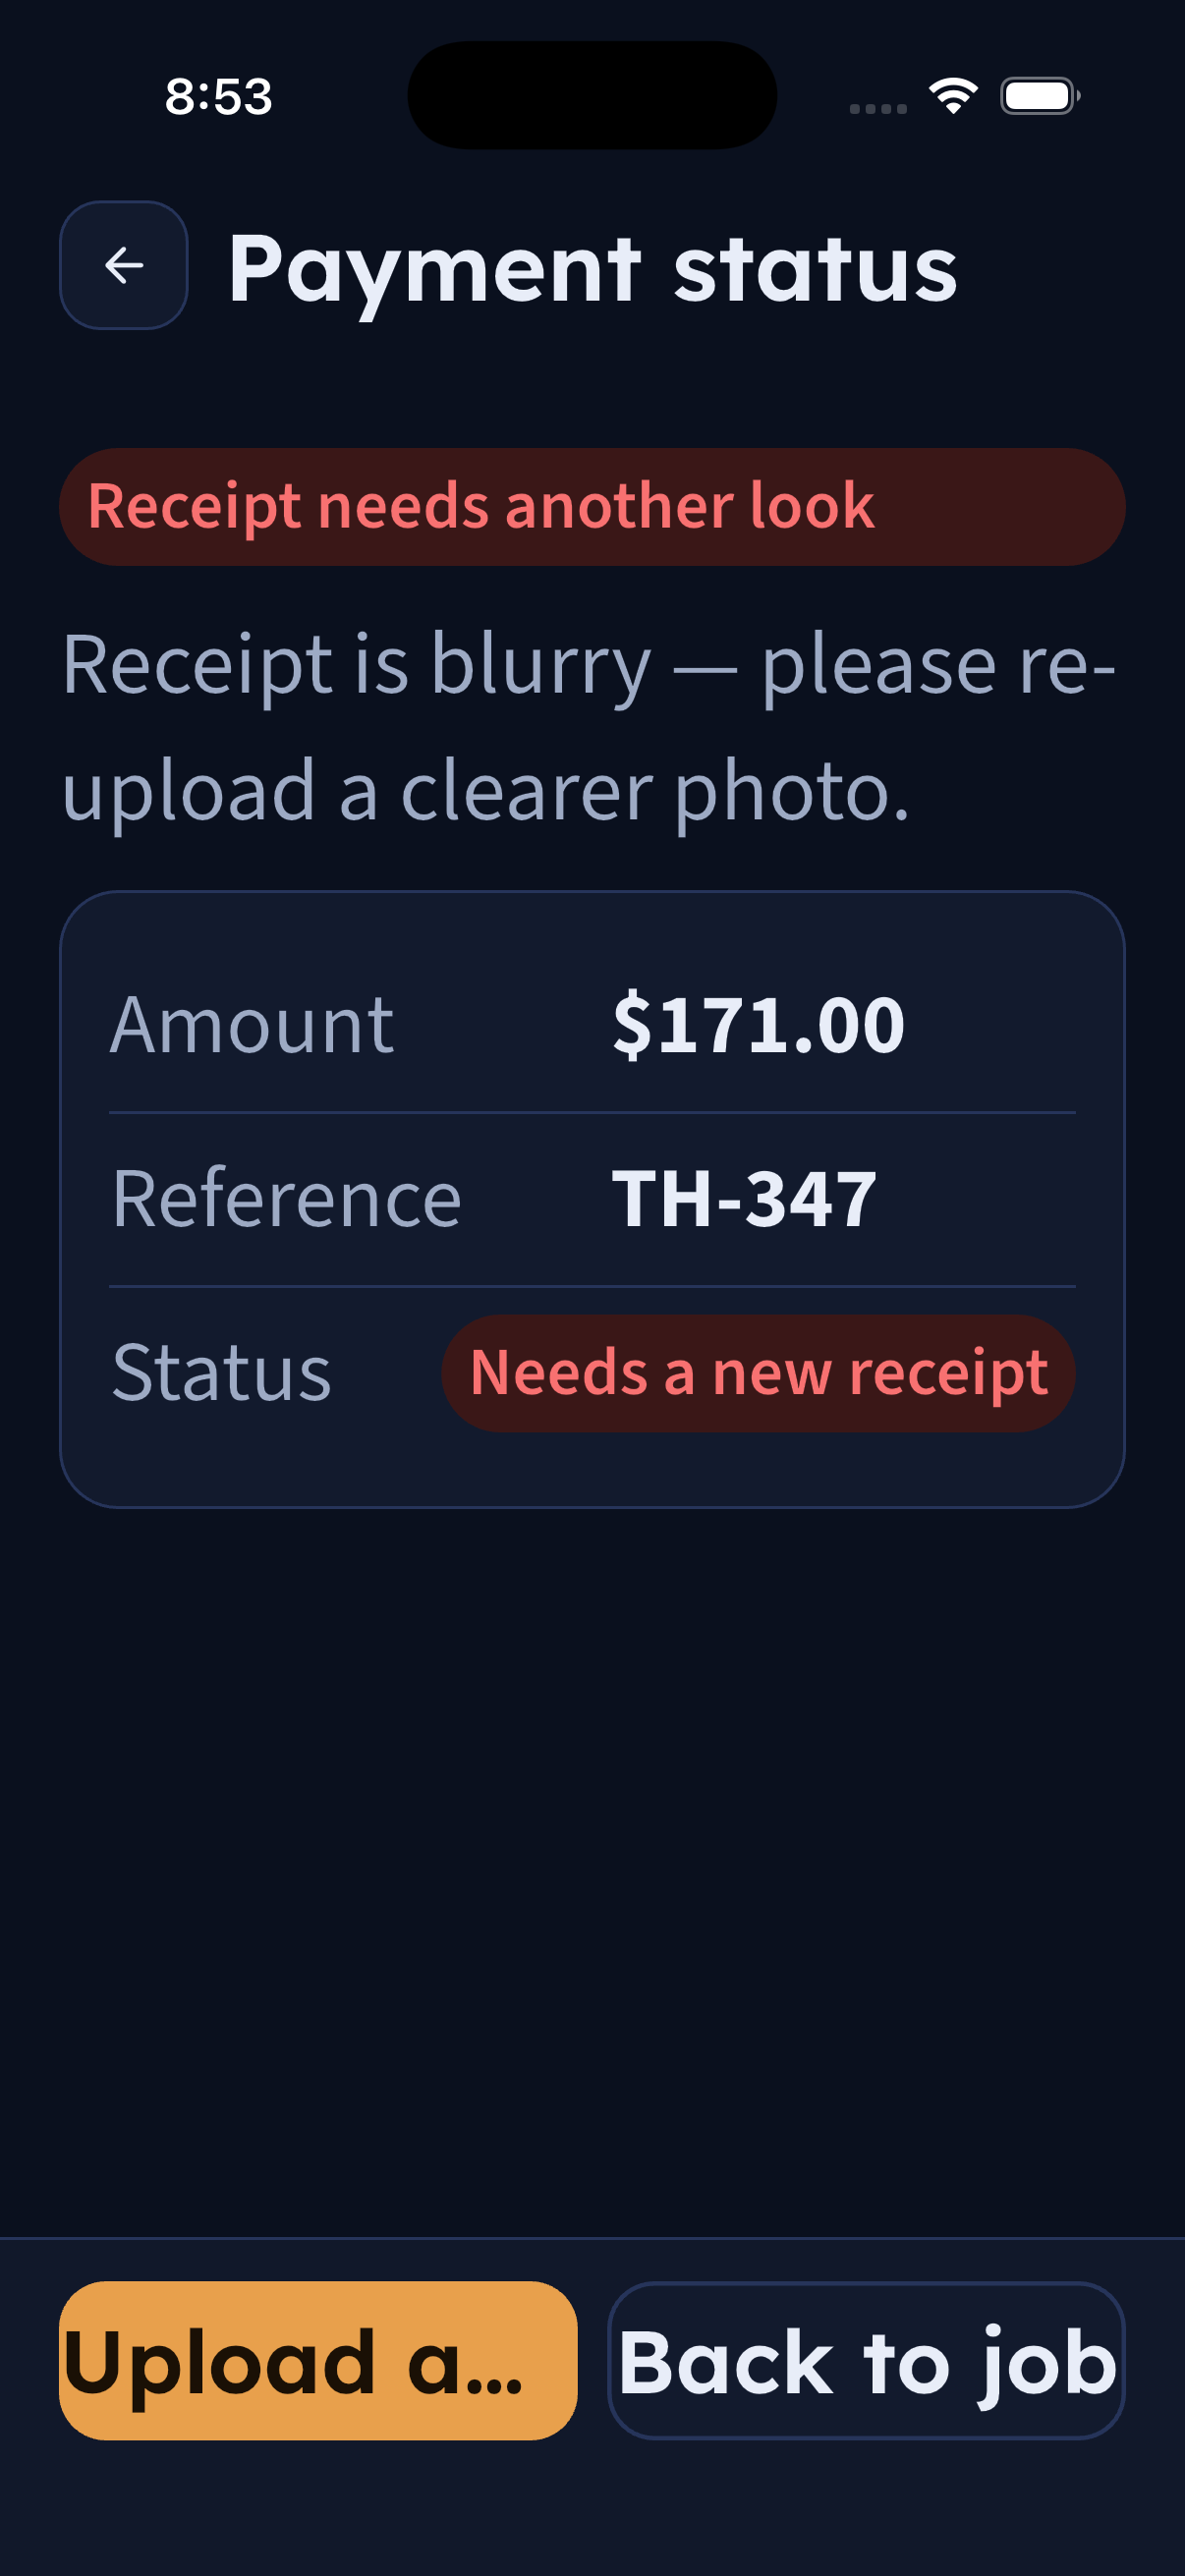 8:53
Payment status
Receipt needs another look
Receipt is blurry — please re-
upload a clearer photo.
Amount $171.00
Reference TH-347
Status Needs a new receipt
Upload a... Back to job